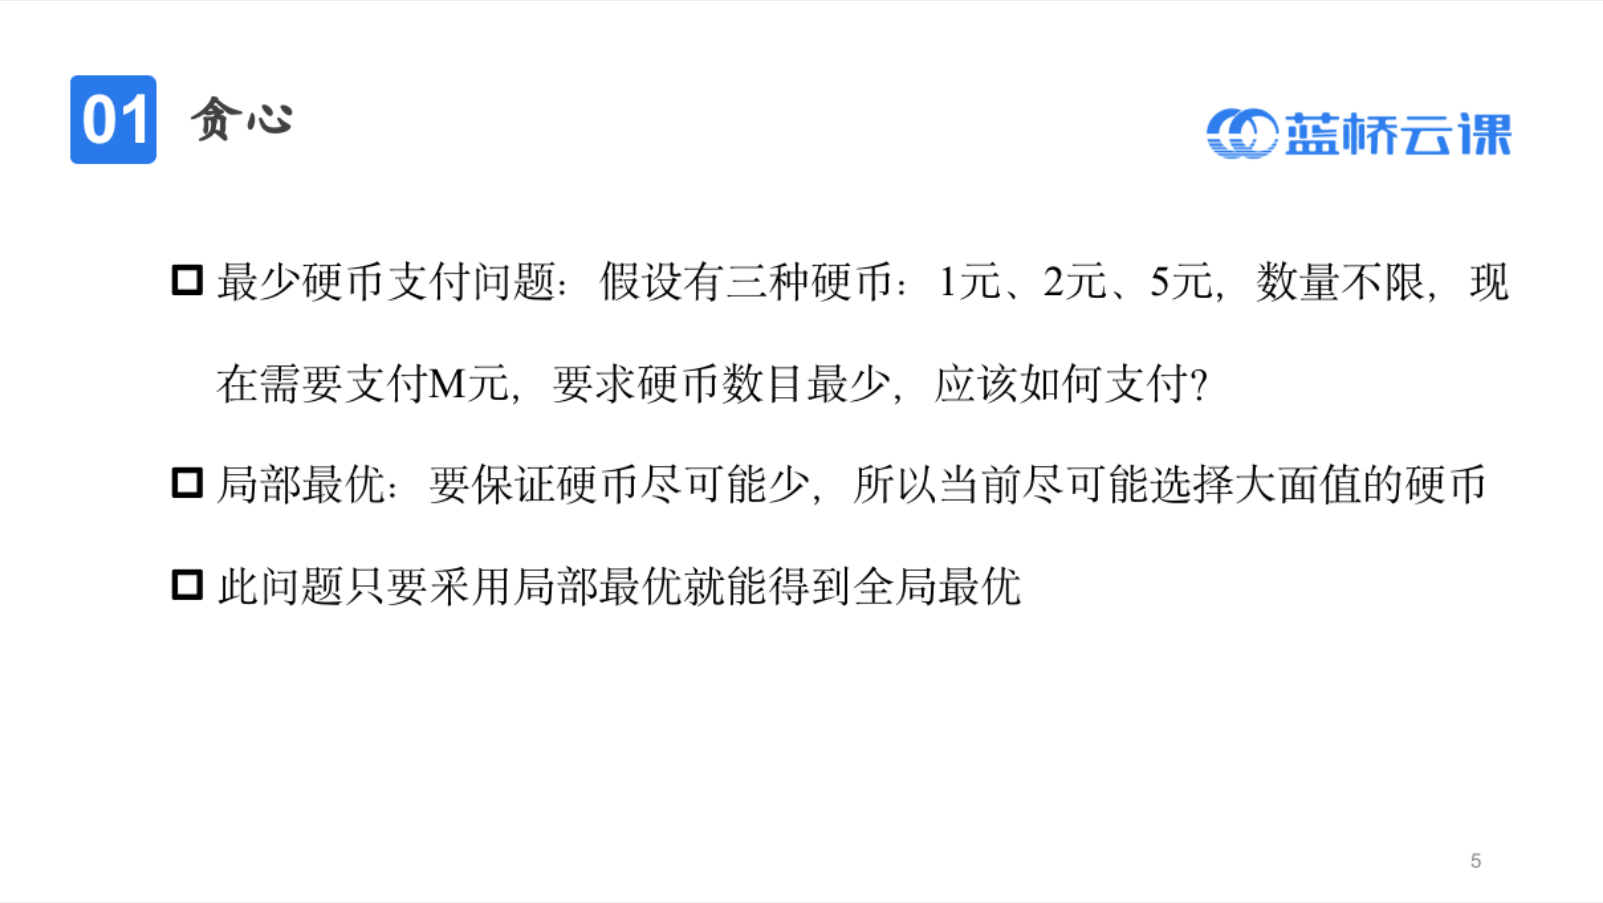 01 贪心
蓝桥云课
最少硬币支付问题：假设有三种硬币：1元、2元、5元，数量不限，现
在需要支付M元，要求硬币数目最少，应该如何支付？
局部最优：要保证硬币尽可能少，所以当前尽可能选择大面值的硬币
此问题只要采用局部最优就能得到全局最优
5